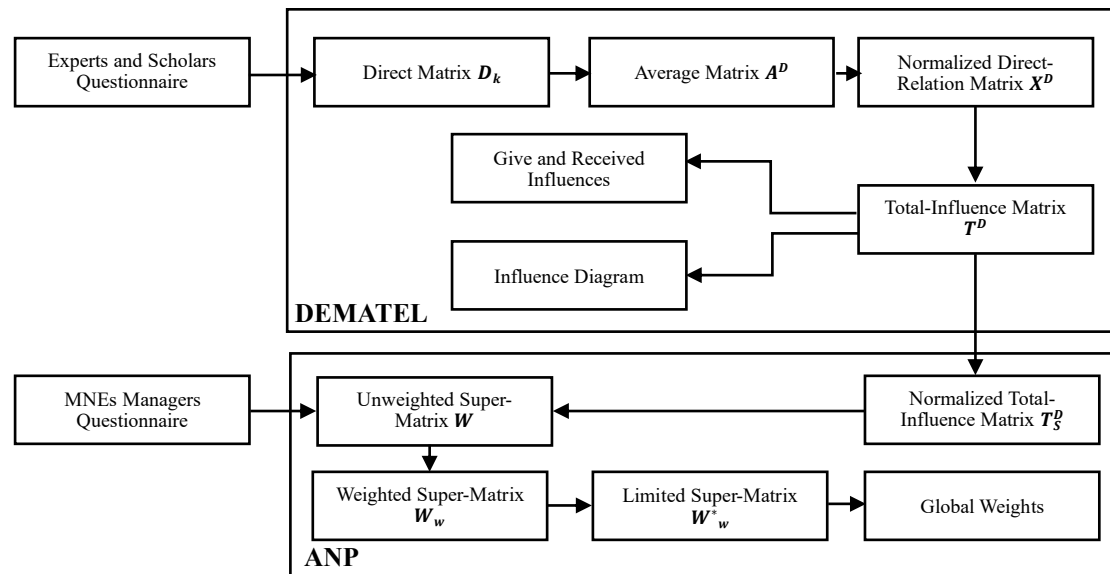 Experts and Scholars
Questionnaire
Direct Matrix D_k
Average Matrix A^D
Normalized Direct-
Relation Matrix X^D
Give and Received
Influences
Total-Influence Matrix
T^D
Influence Diagram
DEMATEL
MNEs Managers
Questionnaire
Unweighted Super-
Matrix W
Normalized Total-
Influence Matrix T_S^D
Weighted Super-Matrix
W_w
Limited Super-Matrix
W^*_w
Global Weights
ANP